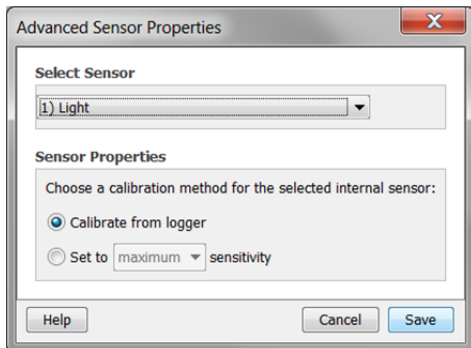 Advanced Sensor Properties
Select Sensor
1) Light
Sensor Properties
Choose a calibration method for the selected internal sensor:
Calibrate from logger
Set to maximum sensitivity
Help Cancel Save